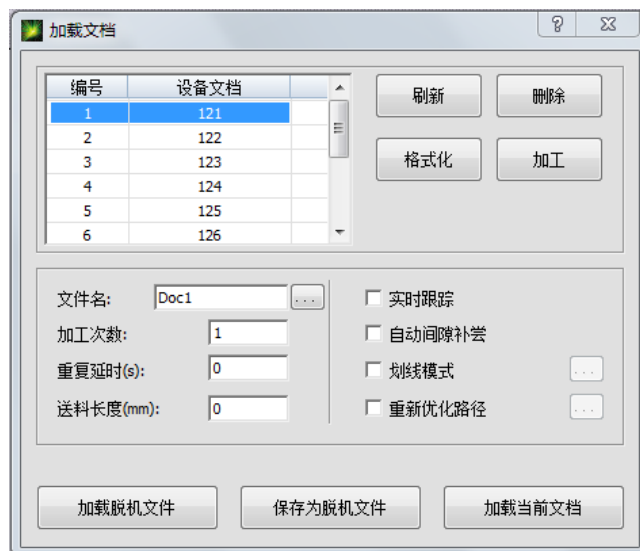 加载文档
编号 设备文档
1 121
2 122
3 123
4 124
5 125
6 126
刷新 删除
格式化 加工
文件名: Doc1 ...
加工次数: 1
重复延时(s): 0
送料长度(mm): 0
实时跟踪
自动间隙补尝
划线模式 ...
重新优化路径 ...
加载脱机文件 保存为脱机文件 加载当前文档